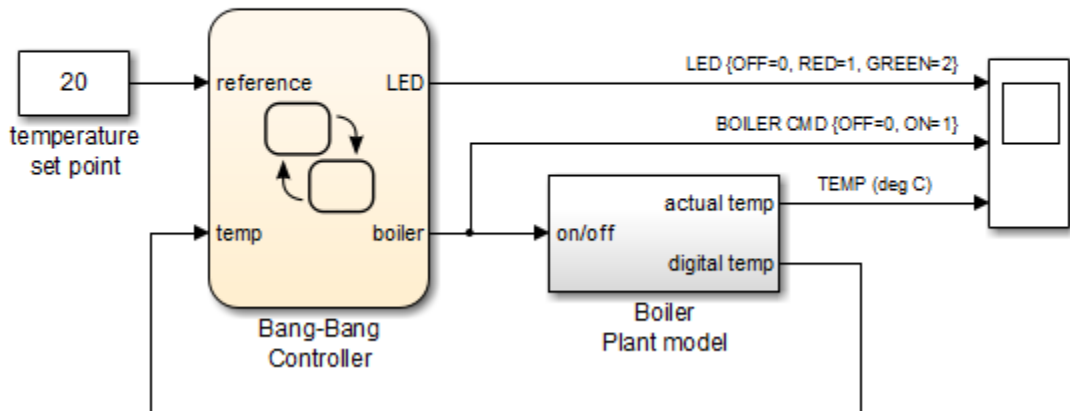 20
temperature
set point
reference
LED
temp
boiler
Bang-Bang
Controller
LED {OFF=0, RED=1, GREEN=2}
BOILER CMD {OFF=0, ON=1}
TEMP (deg C)
on/off
actual temp
digital temp
Boiler
Plant model